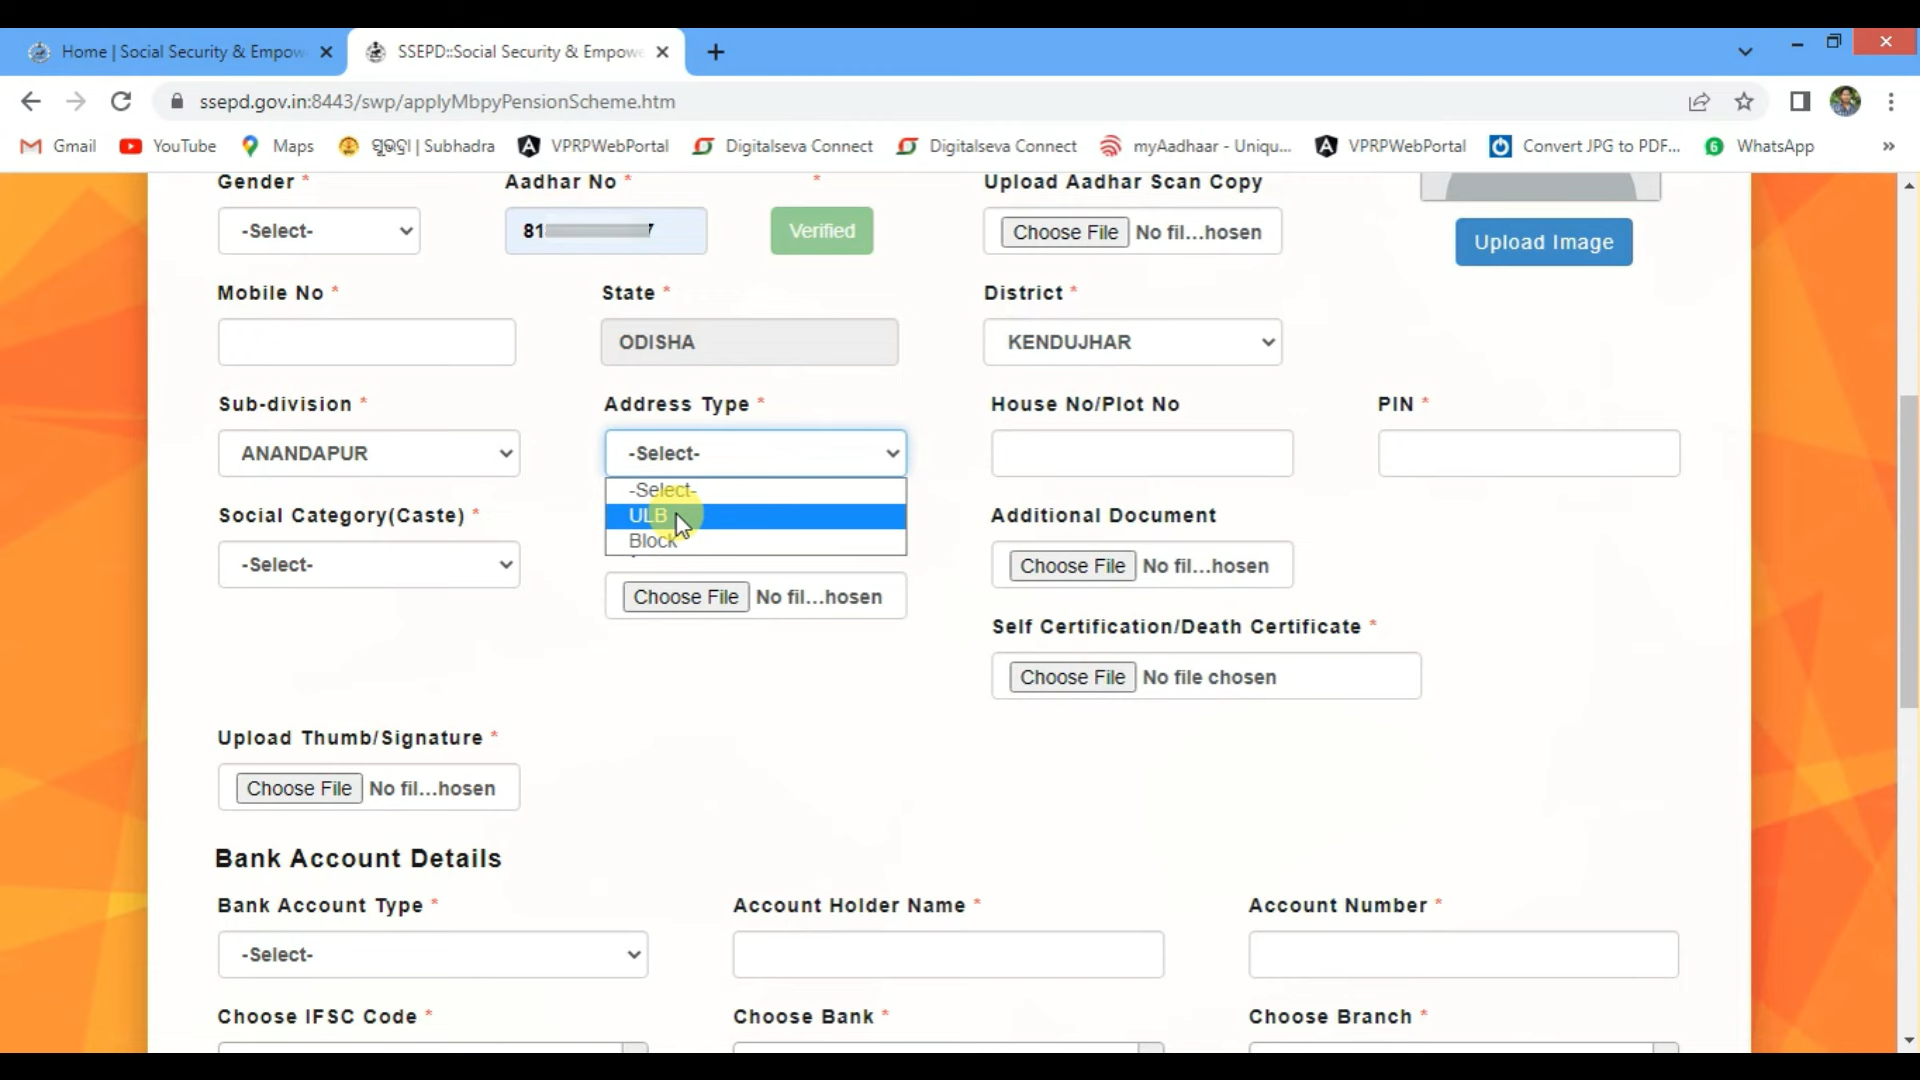 Home | Social Security & Empow
SSEPD::Social Security & Empowe
ssepd.gov.in:8443/swp/applyMbpyPensionScheme.htm
Gmail
YouTube
Maps
ସୁଭଦ୍ରା | Subhadra
VPRPWebPortal
Digitalseva Connect
Digitalseva Connect
myAadhaar - Uniqu...
VPRPWebPortal
Convert JPG to PDF...
6
WhatsApp
»
Gender *
Aadhar No *
*
Upload Aadhar Scan Copy
-Select-
81
Verified
Choose File No fil...hosen
Upload Image
Mobile No *
State *
District *
ODISHA
KENDUJHAR
Sub-division *
Address Type *
House No/Plot No
PIN *
ANANDAPUR
-Select-
-Select-
ULB
Block
Social Category(Caste) *
Additional Document
-Select-
Choose File No fil...hosen
Choose File No fil...hosen
Self Certification/Death Certificate *
Choose File No file chosen
Upload Thumb/Signature *
Choose File No fil...hosen
Bank Account Details
Bank Account Type *
Account Holder Name *
Account Number *
-Select-
Choose IFSC Code *
Choose Bank *
Choose Branch *